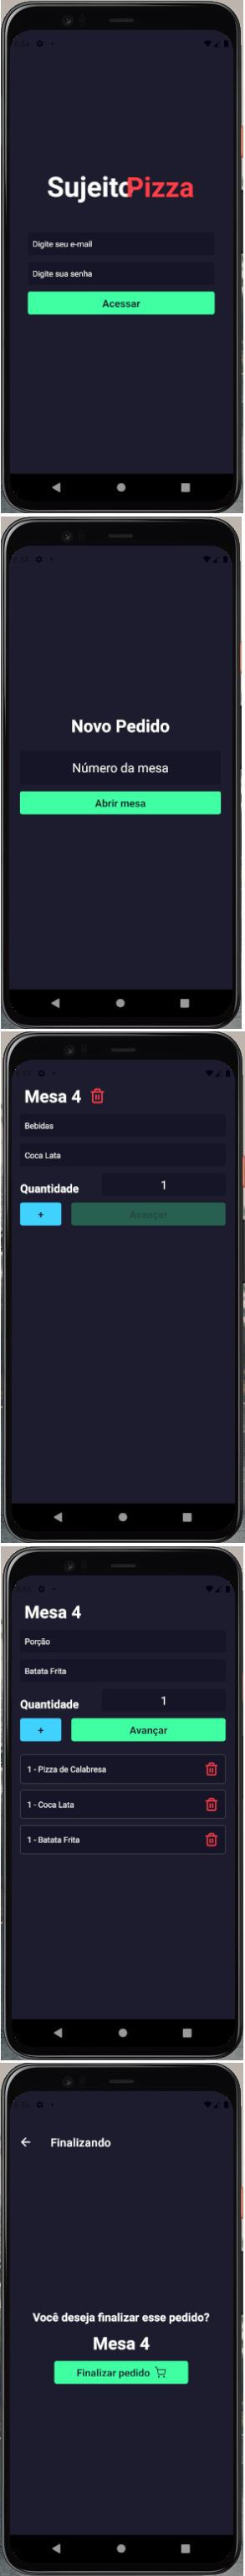 SujeitoPizza
Digite seu e-mail
Digite sua senha
Acessar
Novo Pedido
Número da mesa
Abrir mesa
Mesa 4
Bebidas
Coca Lata
Quantidade 1
+ Avançar
Mesa 4
Porção
Batata Frita
Quantidade 1
+ Avançar
1 - Pizza de Calabresa
1 - Coca Lata
1 - Batata Frita
Finalizando
Você deseja finalizar esse pedido?
Mesa 4
Finalizar pedido